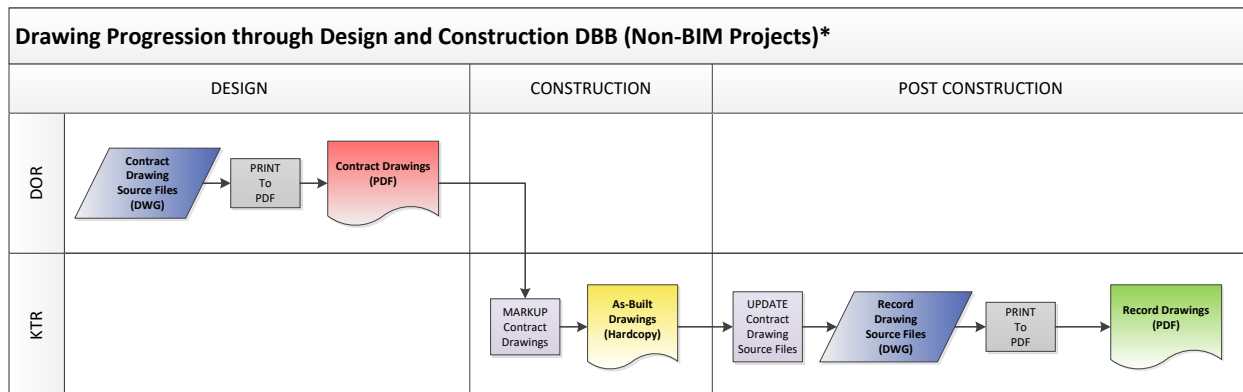 Drawing Progression through Design and Construction DBB (Non-BIM Projects)*
DESIGN
CONSTRUCTION
POST CONSTRUCTION
DOR
Contract
Drawing
Source Files
(DWG)
PRINT
To
PDF
Contract Drawings
(PDF)
KTR
MARKUP
Contract
Drawings
As-Built
Drawings
(Hardcopy)
UPDATE
Contract
Drawing
Source Files
Record
Drawing
Source Files
(DWG)
PRINT
To
PDF
Record Drawings
(PDF)